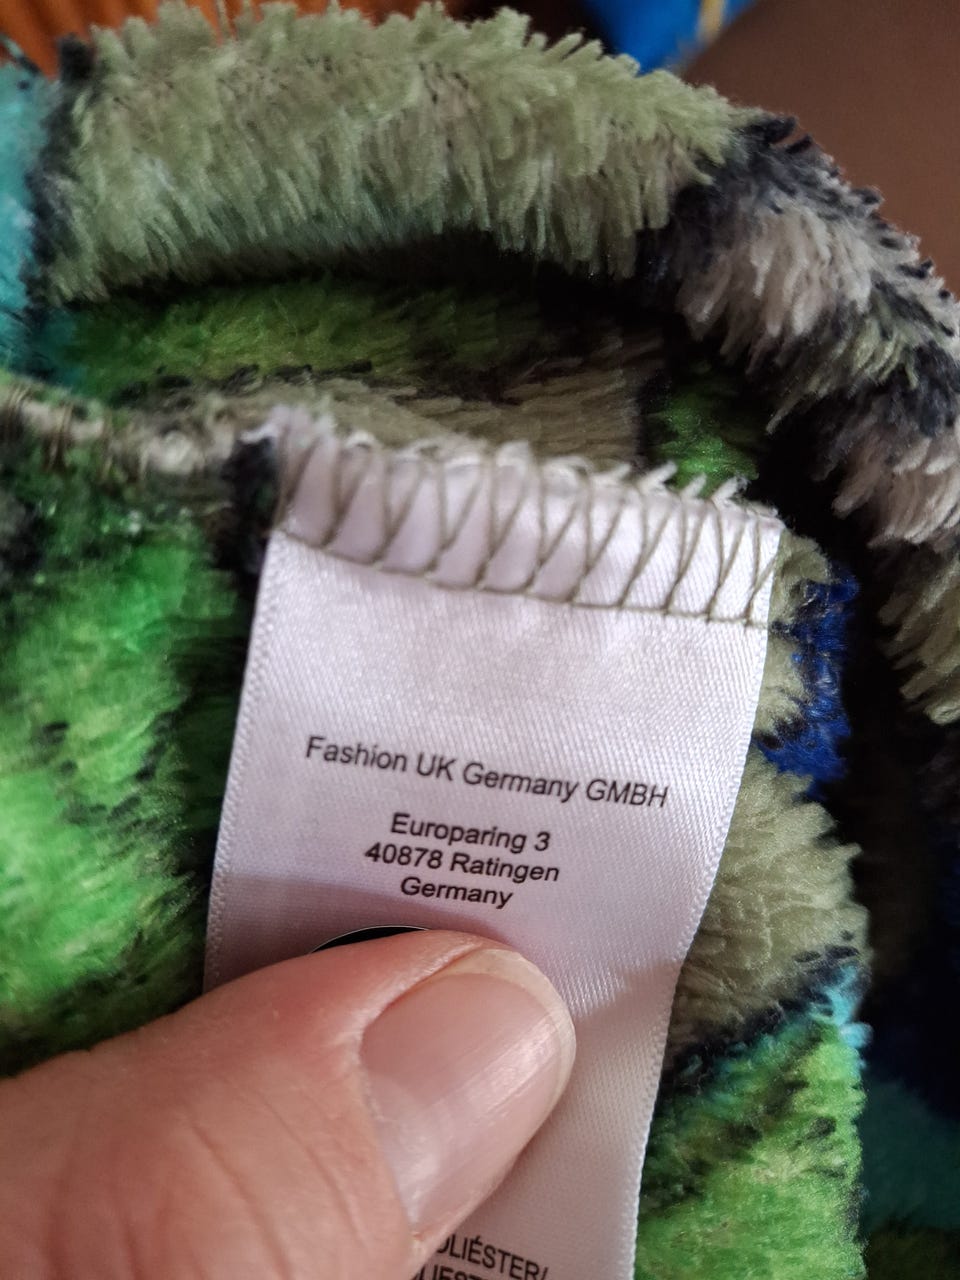 Fashion UK Germany GMBH
Europaring 3
40878 Ratingen
Germany